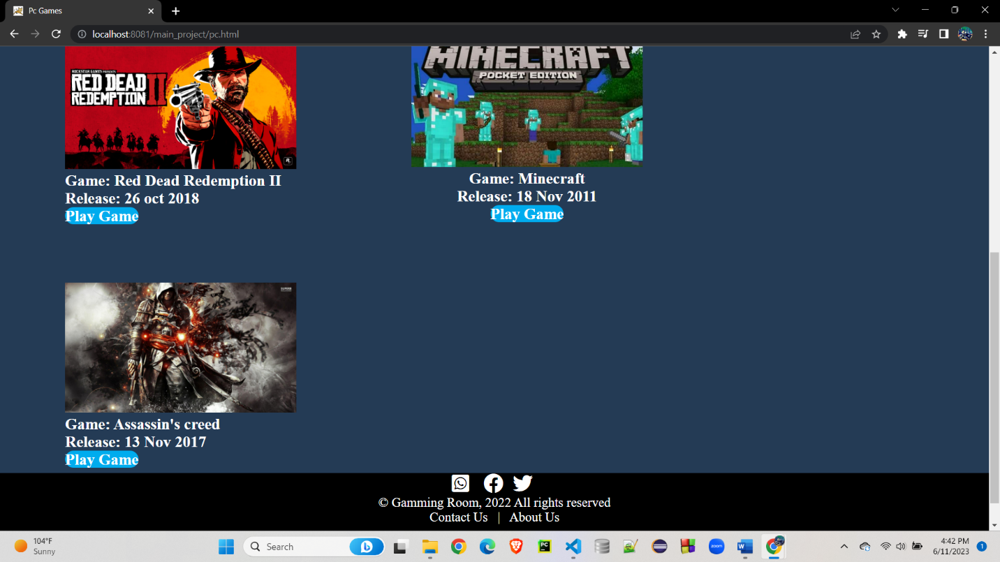 Pc Games
localhost:8081/main_project/pc.html
ROCKSTAR GAMES PRESENTS
RED DEAD
REDEMPTION II
R
MINECRAFT
POCKET EDITION
Game: Red Dead Redemption II
Release: 26 oct 2018
Play Game
Game: Minecraft
Release: 18 Nov 2011
Play Game
Game: Assassin's creed
Release: 13 Nov 2017
Play Game
© Gamming Room, 2022 All rights reserved
Contact Us | About Us
104°F
Sunny
Search
PC
zoom
W
4:42 PM
6/11/2023
1